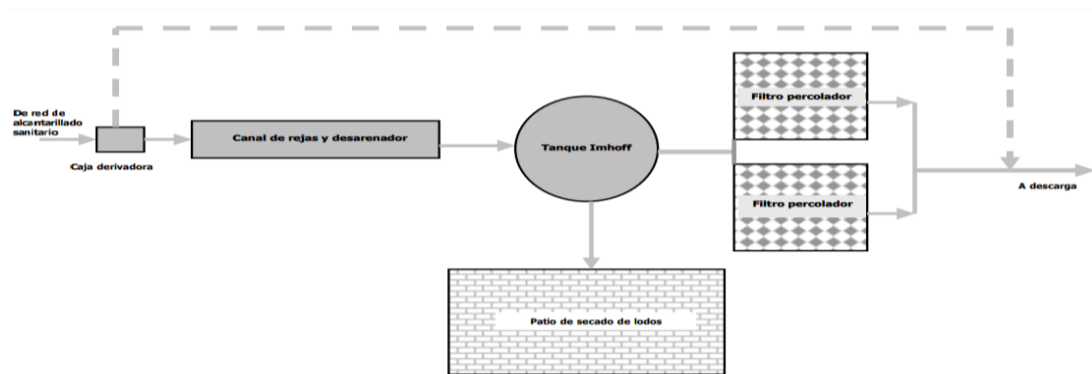 De red de
alcantarillado
sanitario
Caja derivadora
Canal de rejas y desarenador
Tanque Imhoff
Filtro percolador
Filtro percolador
A descarga
Patio de secado de lodos